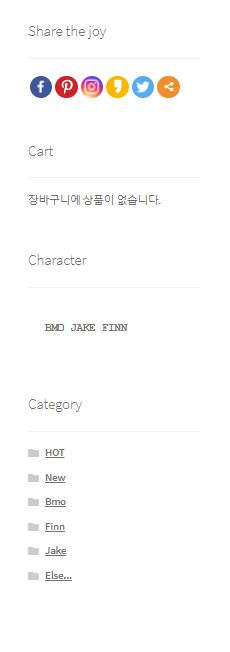 Share the joy
Cart
장바구니에 상품이 없습니다.
Character
BMO JAKE FINN
Category
HOT
New
Bmo
Finn
Jake
Else...